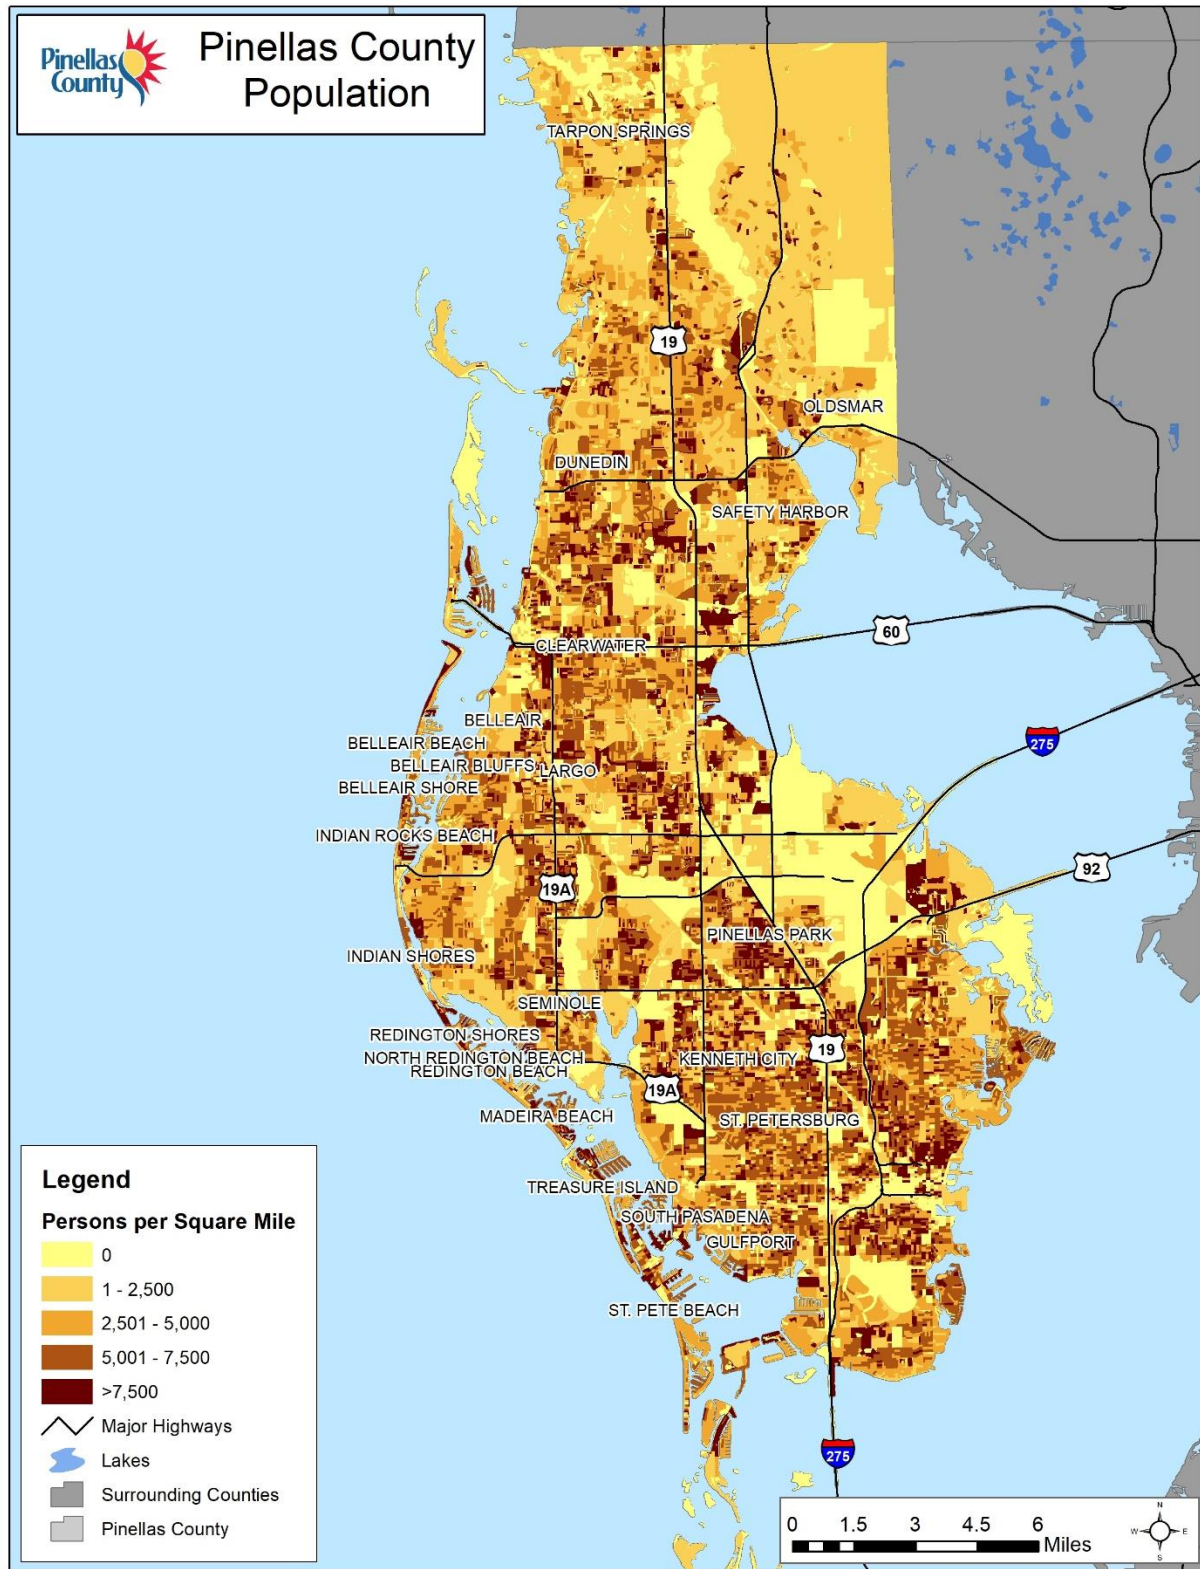 Pinellas
County
Pinellas County
Population
TARPON SPRINGS
19
OLDSMAR
DUNEDIN
SAFETY HARBOR
60
CLEARWATER
BELLEAIR
275
BELLEAIR BEACH
BELLEAIR BLUFFS
LARGO
BELLEAIR SHORE
INDIAN ROCKS BEACH
92
19A
PINELLAS PARK
INDIAN SHORES
SEMINOLE
REDINGTON SHORES
19
NORTH REDINGTON BEACH
KENNETH CITY
REDINGTON BEACH
19A
MADEIRA BEACH
ST. PETERSBURG
TREASURE ISLAND
SOUTH PASADENA
GULFPORT
ST. PETE BEACH
275
Legend
Persons per Square Mile
0
1 - 2,500
2,501 - 5,000
5,001 - 7,500
>7,500
Major Highways
Lakes
Surrounding Counties
Pinellas County
0 1.5 3 4.5 6
Miles
N
W E
S